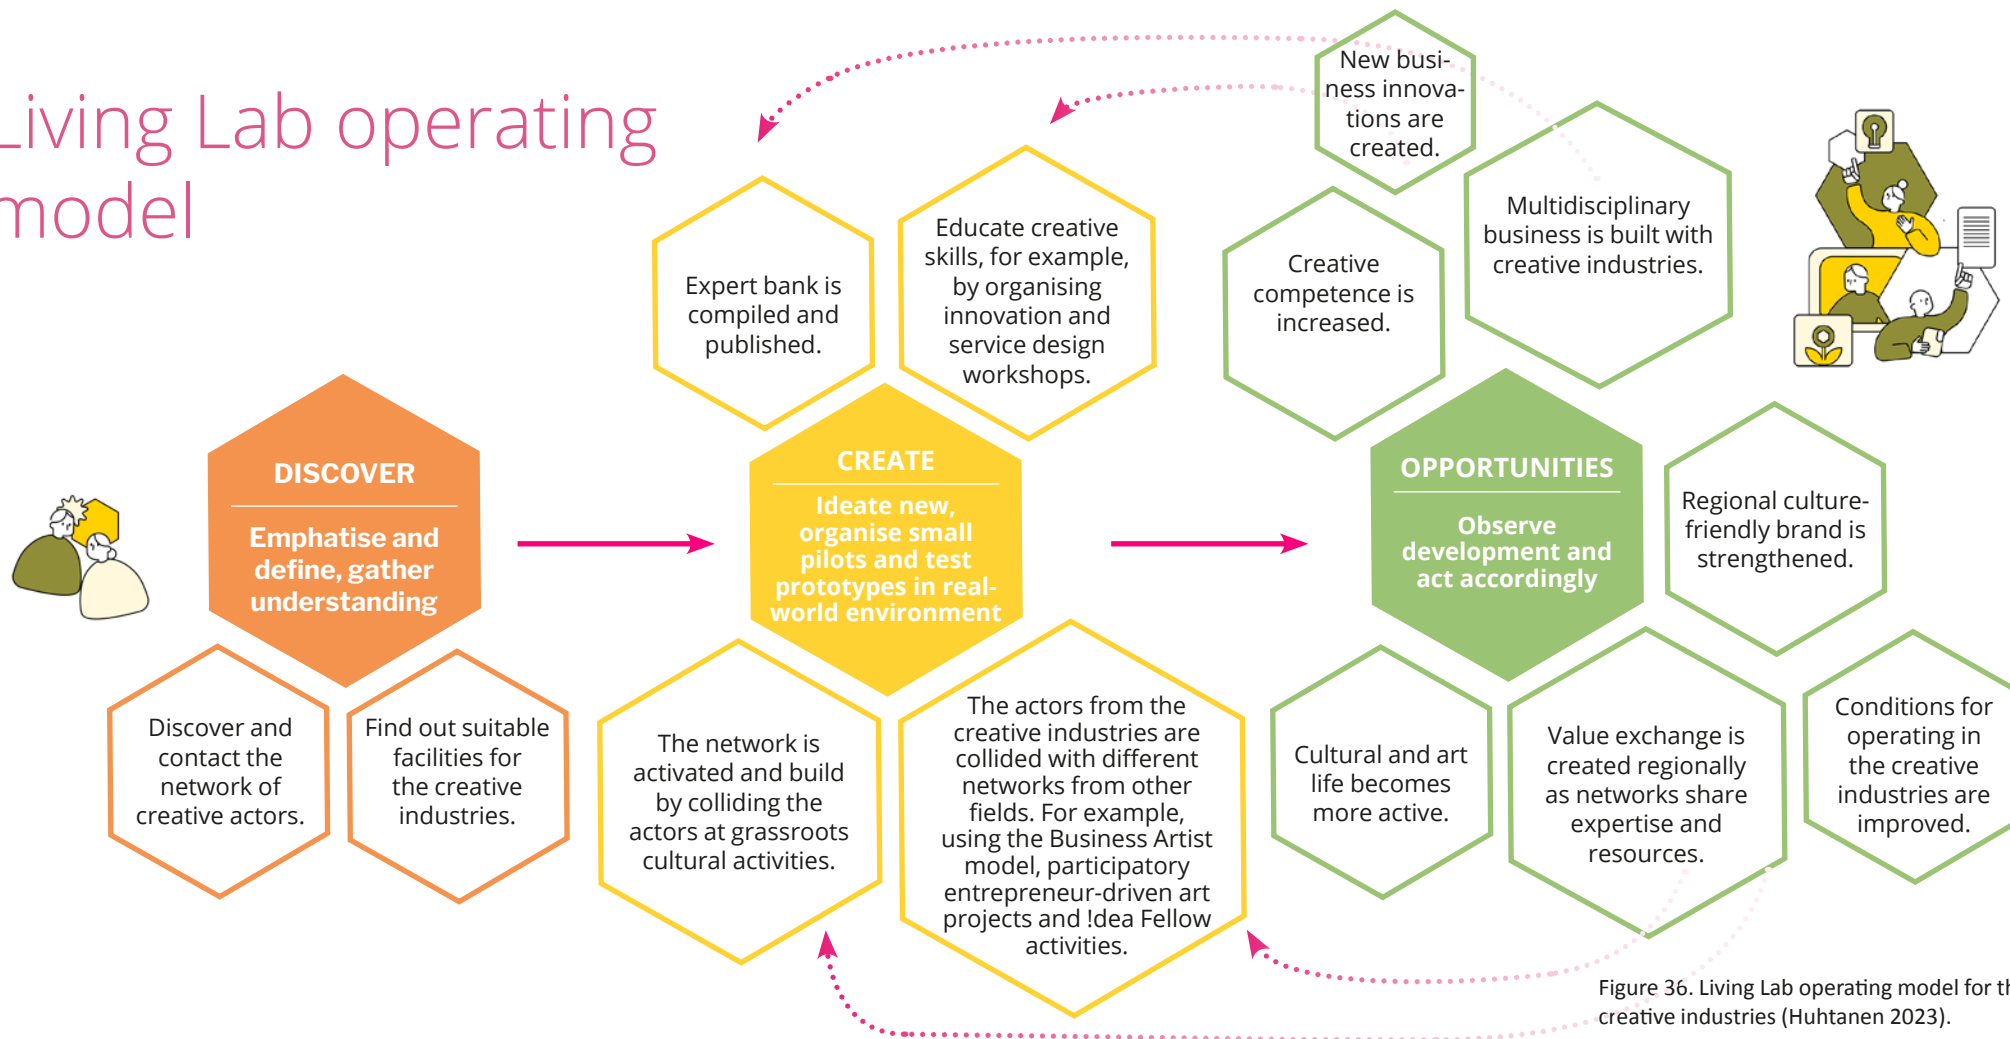 Living Lab operating
model
DISCOVER
Emphatise and
define, gather
understanding
Discover and
contact the
network of
creative actors.
Find out suitable
facilities for
the creative
industries.
Expert bank is
compiled and
published.
Educate creative
skills, for example,
by organising
innovation and
service design
workshops.
CREATE
Ideate new,
organise small
pilots and test
prototypes in real-
world environment
The network is
activated and build
by colliding the
actors at grassroots
cultural activities.
The actors from the
creative industries are
collided with different
networks from other
fields. For example,
using the Business Artist
model, participatory
entrepreneur-driven art
projects and !dea Fellow
activities.
New busi-
ness innova-
tions are
created.
Creative
competence is
increased.
Multidisciplinary
business is built with
creative industries.
OPPORTUNITIES
Observe
development and
act accordingly
Regional culture-
friendly brand is
strengthened.
Cultural and art
life becomes
more active.
Value exchange is
created regionally
as networks share
expertise and
resources.
Conditions for
operating in
the creative
industries are
improved.
Figure 36. Living Lab operating model for th
creative industries (Huhtanen 2023).